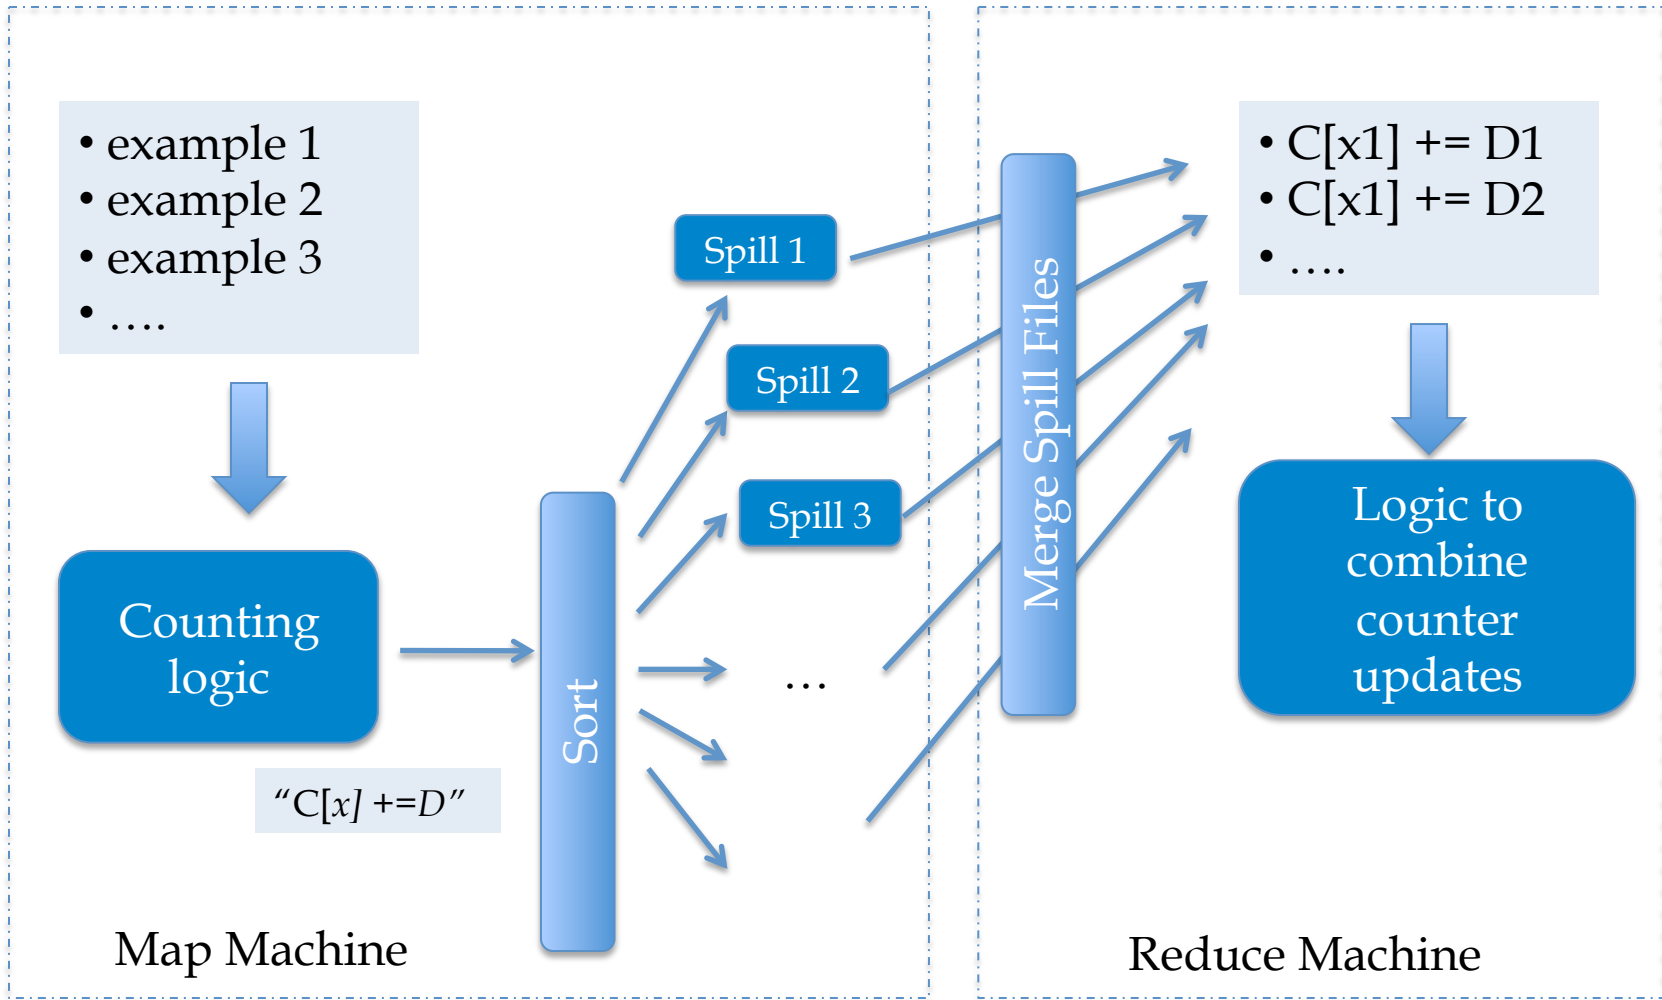 • example 1
• example 2
• example 3
• ….
Counting
logic
“C[x] +=D”
Sort
Spill 1
Spill 2
Spill 3
…
Map Machine
Merge Spill Files
• C[x1] += D1
• C[x1] += D2
• ….
Logic to
combine
counter
updates
Reduce Machine